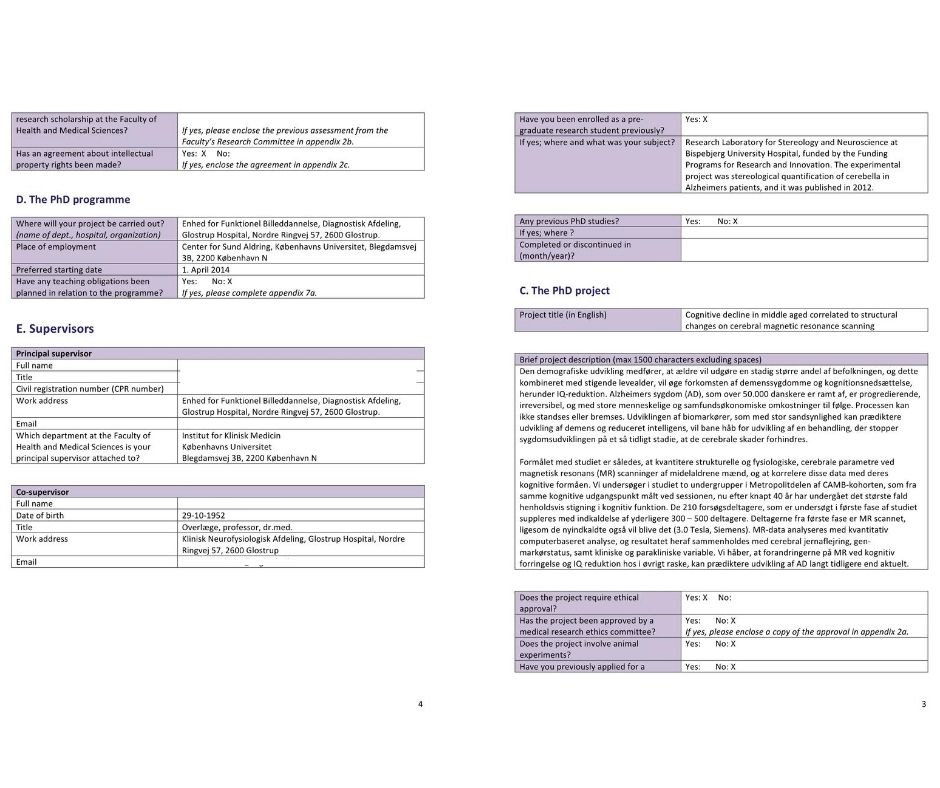 research scholarship at the Faculty of
Health and Medical Sciences?
If yes, please enclose the previous assessment from the
Faculty's Research Committee in appendix 2b.
Has an agreement about intellectual
property rights been made?
Yes: X No:
If yes, enclose the agreement in appendix 2c.
D. The PhD programme
Where will your project be carried out?
(name of dept., hospital, organization)
Enhed for Funktionel Billeddannelse, Diagnostisk Afdeling,
Glostrup Hospital, Nordre Ringvej 57, 2600 Glostrup.
Place of employment
Center for Sund Aldring, Københavns Universitet, Blegdamsvej
3B, 2200 København N
Preferred starting date
1. April 2014
Have any teaching obligations been
planned in relation to the programme?
Yes: No: X
If yes, please complete appendix 7a.
E. Supervisors
Principal supervisor
Full name
Title
Civil registration number (CPR number)
Work address
Enhed for Funktionel Billeddannelse, Diagnostisk Afdeling,
Glostrup Hospital, Nordre Ringvej 57, 2600 Glostrup.
Email
Which department at the Faculty of
Health and Medical Sciences is your
principal supervisor attached to?
Institut for Klinisk Medicin
Københavns Universitet
Blegdamsvej 3B, 2200 København N
Co-supervisor
Full name
Date of birth
29-10-1952
Title
Overlæge, professor, dr.med.
Work address
Klinisk Neurofysiologisk Afdeling, Glostrup Hospital, Nordre
Ringvej 57, 2600 Glostrup
Email
4
Have you been enrolled as a pre-
graduate research student previously?
Yes: X
If yes; where and what was your subject?
Research Laboratory for Stereology and Neuroscience at
Bispebjerg University Hospital, funded by the Funding
Programs for Research and Innovation. The experimental
project was stereological quantification of cerebella in
Alzheimers patients, and it was published in 2012.
Any previous PhD studies?
Yes: No: X
If yes; where ?
Completed or discontinued in
(month/year)?
C. The PhD project
Project title (in English)
Cognitive decline in middle aged correlated to structural
changes on cerebral magnetic resonance scanning
Brief project description (max 1500 characters excluding spaces)
Den demografiske udvikling medfører, at ældre vil udgøre en stadig større andel af befolkningen, og dette
kombineret med stigende levealder, vil øge forkomsten af demenssygdomme og kognitionsnedsættelse,
herunder IQ-reduktion. Alzheimers sygdom (AD), som over 50.000 danskere er ramt af, er progredierende,
irreversibel, og med store menneskelige og samfundsøkonomiske omkostninger til følge. Processen kan
ikke standses eller bremses. Udviklingen af biomarkører, som med stor sandsynlighed kan prædiktere
udvikling af demens og reduceret intelligens, vil bane håb for udvikling af en behandling, der stopper
sygdomsudviklingen på et så tidligt stadie, at de cerebrale skader forhindres.
Formålet med studiet er således, at kvantitere strukturelle og fysiologiske, cerebrale parametre ved
magnetisk resonans (MR) scanninger af midelaldrene mænd, og at korrelere disse data med deres
kognitive formåen. Vi undersøger i studiet to undergrupper i Metropolitdelen af CAMB-kohorten, som fra
samme kognitive udgangspunkt målt ved sessionen, nu efter knapt 40 år har undergået det største fald
henholdsvis stigning i kognitiv funktion. De 210 forsøgsdeltagere, som er undersøgt i første fase af studiet
suppleres med indkaldelse af yderligere 300 – 500 deltagere. Deltagerne fra første fase er MR scannet,
ligesom de nyindkaldte også vil blive det (3.0 Tesla, Siemens). MR-data analyseres med kvantitativ
computerbaseret analyse, og resultatet heraf sammenholdes med cerebral jernaflejring, gen-
markørstatus, samt kliniske og parakliniske variable. Vi håber, at forandringerne på MR ved kognitiv
forringelse og IQ reduktion hos i øvrigt raske, kan prædiktere udvikling af AD langt tidligere end aktuelt.
Does the project require ethical
approval?
Yes: X No:
Has the project been approved by a
medical research ethics committee?
Yes: No: X
If yes, please enclose a copy of the approval in appendix 2a.
Does the project involve animal
experiments?
Yes: No: X
Have you previously applied for a
Yes: No: X
3